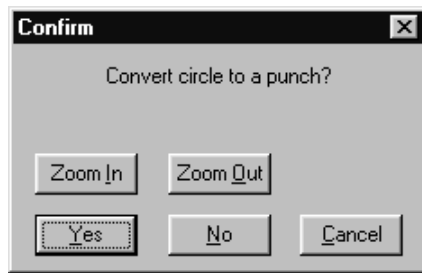 Confirm
Convert circle to a punch?
Zoom In Zoom Out
Yes No Cancel